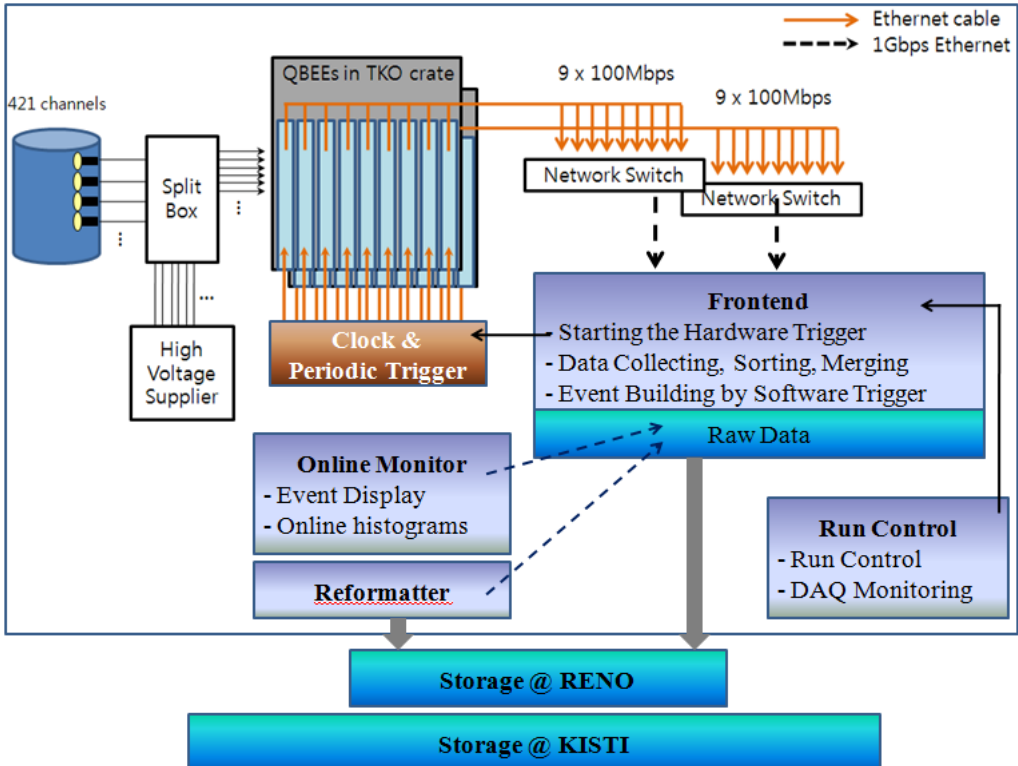 Ethernet cable
1Gbps Ethernet
QBEEs in TKO crate
9 x 100Mbps
9 x 100Mbps
421 channels
Split
Box
...
...
...
Network Switch
Network Switch
High
Voltage
Supplier
Clock &
Periodic Trigger
Frontend
- Starting the Hardware Trigger
- Data Collecting, Sorting, Merging
- Event Building by Software Trigger
Raw Data
Online Monitor
- Event Display
- Online histograms
Reformatter
Run Control
- Run Control
- DAQ Monitoring
Storage @ RENO
Storage @ KISTI